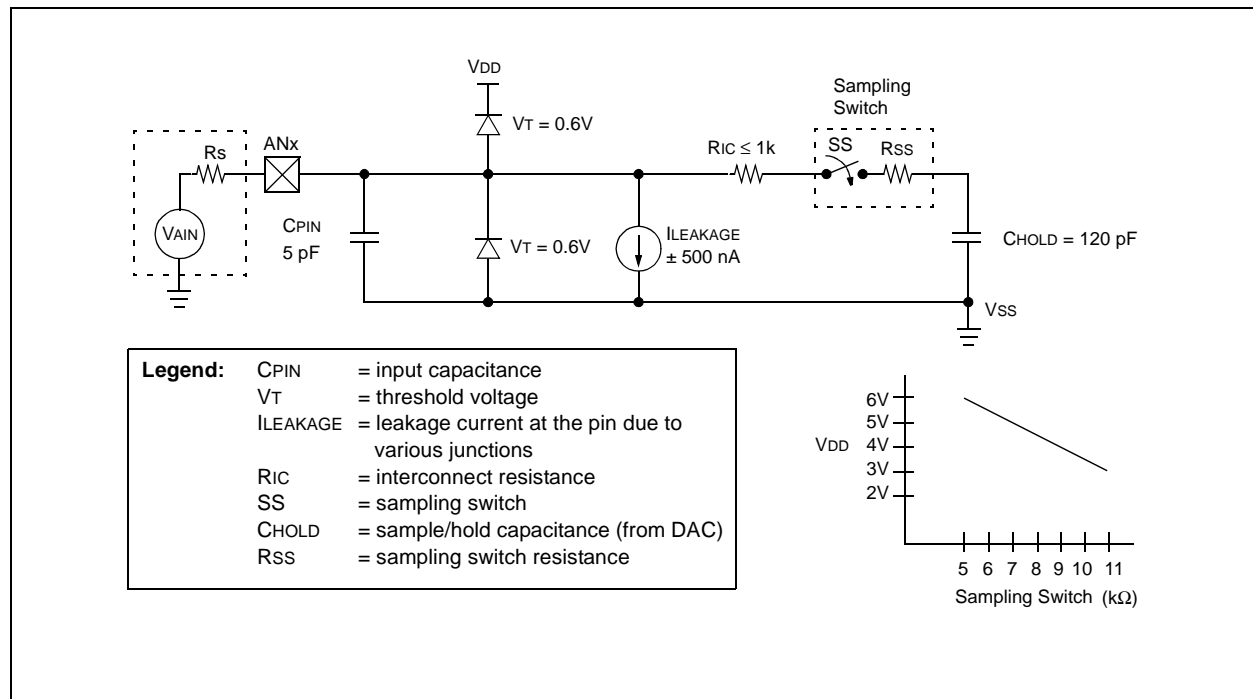 VDD
VT = 0.6V
Sampling
Switch
Rs
ANx
RIC ≤ 1k
SS
RSS
VAIN
CPIN
5 pF
VT = 0.6V
ILEAKAGE
± 500 nA
CHOLD = 120 pF
VSS
Legend: CPIN = input capacitance
VT = threshold voltage
ILEAKAGE = leakage current at the pin due to
various junctions
RIC = interconnect resistance
SS = sampling switch
CHOLD = sample/hold capacitance (from DAC)
RSS = sampling switch resistance
6V
5V
VDD 4V
3V
2V
5 6 7 8 9 10 11
Sampling Switch (kΩ)